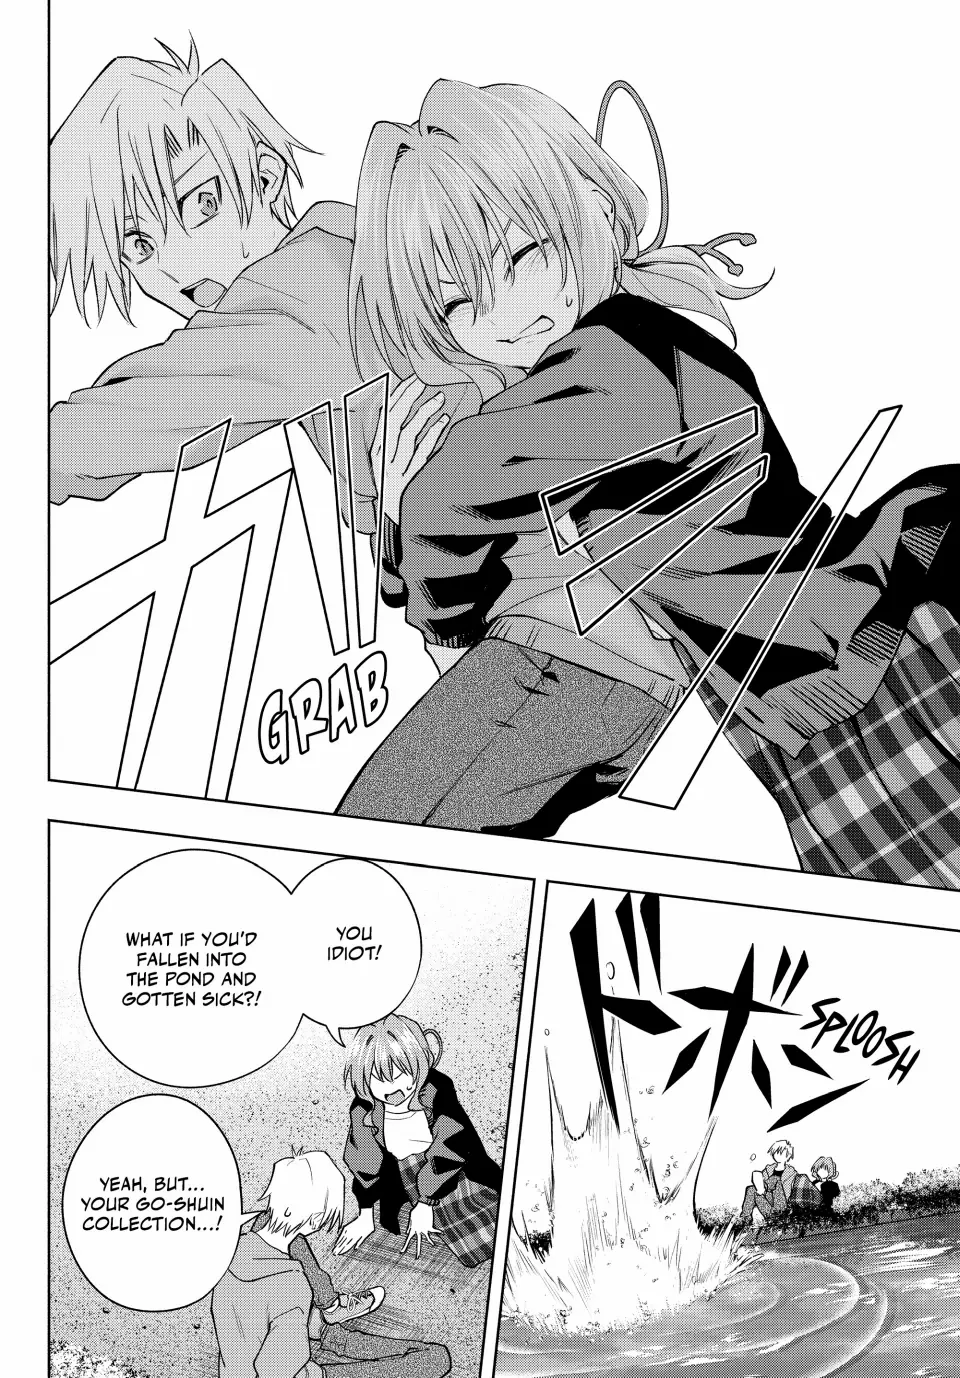 ガバッ!!
GRAB
ドボン
SPLOOSH
YOU
IDIOT!
WHAT IF YOU'D
FALLEN INTO
THE POND AND
GOTTEN SICK?!
YEAH, BUT...
YOUR GO-SHUIN
COLLECTION...!